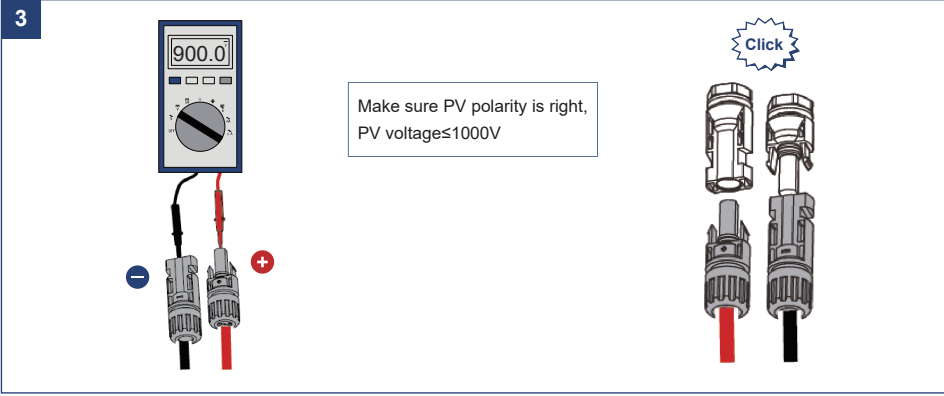 3
900.0
Click
Make sure PV polarity is right,
PV voltage≤1000V